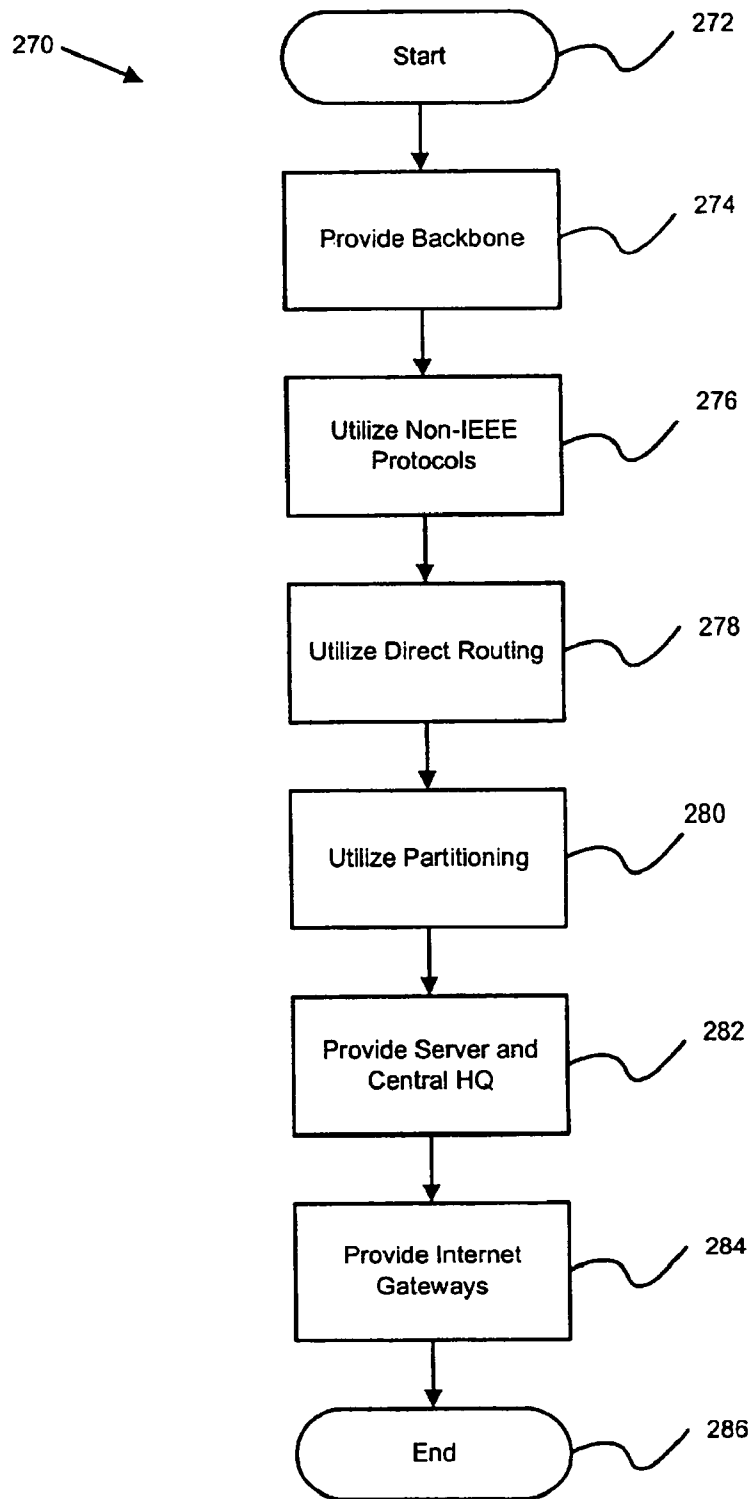 270
Start
272
Provide Backbone
274
Utilize Non-IEEE
Protocols
276
Utilize Direct Routing
278
Utilize Partitioning
280
Provide Server and
Central HQ
282
Provide Internet
Gateways
284
End
286